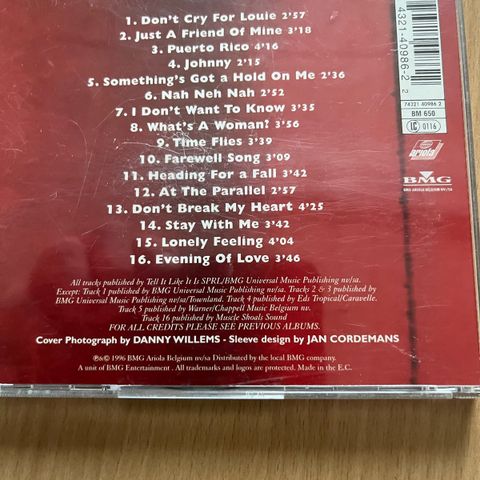 1. Don't Cry For Louie 2'57
2. Just A Friend Of Mine 3'18
3. Puerto Rico 4'16
4. Johnny 2'15
5. Something's Got a Hold On Me 2'36
6. Nah Neh Nah 2'52
7. I Don't Want To Know 3'35
8. What's A Woman? 3'56
9. Time Flies 3'39
10. Farewell Song 3'09
11. Heading For a Fall 3'42
12. At The Parallel 2'57
13. Don't Break My Heart 4'25
14. Stay With Me 3'42
15. Lonely Feeling 4'04
16. Evening Of Love 3'46
All tracks published by Tell It Like It Is SPRL/BMG Universal Music Publishing nv/sa.
Except: Track 1 published by BMG Universal Music Publishing nv/sa. Tracks 2 & 3 published by
BMG Universal Music Publishing nv/sa/Townland. Track 4 published by Eds Tropical/Caravelle.
Track 5 published by Warner/Chappell Music Belgium nv.
Track 16 published by Muscle Shoals Sound
FOR ALL CREDITS PLEASE SEE PREVIOUS ALBUMS.
Cover Photograph by DANNY WILLEMS - Sleeve design by JAN CORDEMANS
℗&© 1996 BMG Ariola Belgium nv/sa Distributed by the local BMG company.
A unit of BMG Entertainment. All trademarks and logos are protected. Made in the E.C.
4321-40986-2
2
74321 40986 2
BM 650
LC 0116
ariola
BMG
BMG ARIOLA BELGIUM NV/SA